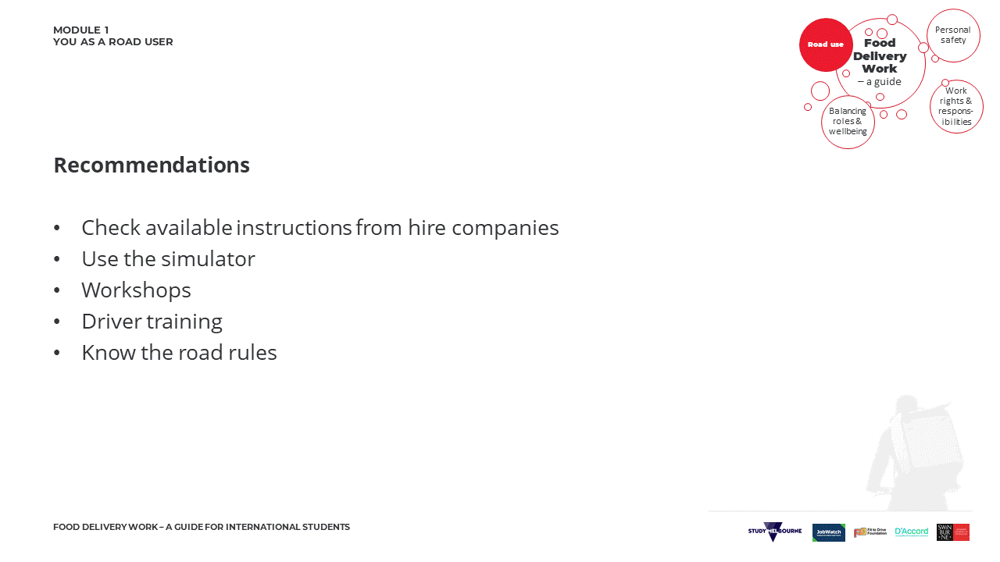 MODULE 1
YOU AS A ROAD USER
Road use
Food
Delivery
Work
– a guide
Personal
safety
Work
rights &
respons-
ibilities
Balancing
roles &
wellbeing
Recommendations
• Check available instructions from hire companies
• Use the simulator
• Workshops
• Driver training
• Know the road rules
FOOD DELIVERY WORK – A GUIDE FOR INTERNATIONAL STUDENTS
STUDY MELBOURNE
JobWatch
Fit to Drive
Foundation
D'Accord
SWIN
BUR
•NE•